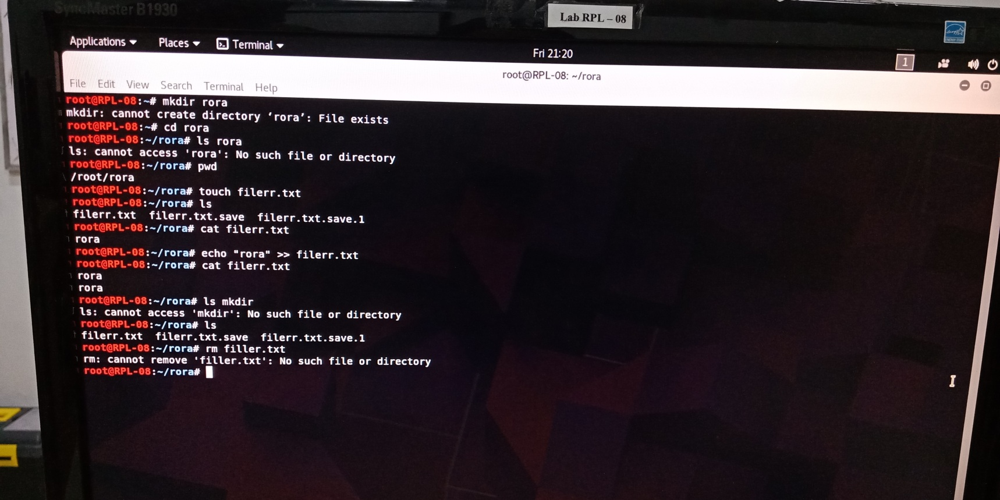 SyncMaster B1930
Lab RPL – 08
Applications Places Terminal
Fri 21:20
1
root@RPL-08: ~/rora
File Edit View Search Terminal Help
root@RPL-08:~# mkdir rora
mkdir: cannot create directory ‘rora’: File exists
root@RPL-08:~# cd rora
root@RPL-08:~/rora# ls rora
ls: cannot access 'rora': No such file or directory
root@RPL-08:~/rora# pwd
/root/rora
root@RPL-08:~/rora# touch filerr.txt
root@RPL-08:~/rora# ls
filerr.txt filerr.txt.save filerr.txt.save.1
root@RPL-08:~/rora# cat filerr.txt
rora
root@RPL-08:~/rora# echo "rora" >> filerr.txt
root@RPL-08:~/rora# cat filerr.txt
rora
rora
root@RPL-08:~/rora# ls mkdir
ls: cannot access 'mkdir': No such file or directory
root@RPL-08:~/rora# ls
filerr.txt filerr.txt.save filerr.txt.save.1
root@RPL-08:~/rora# rm filler.txt
rm: cannot remove 'filler.txt': No such file or directory
root@RPL-08:~/rora#
ENERGY STAR